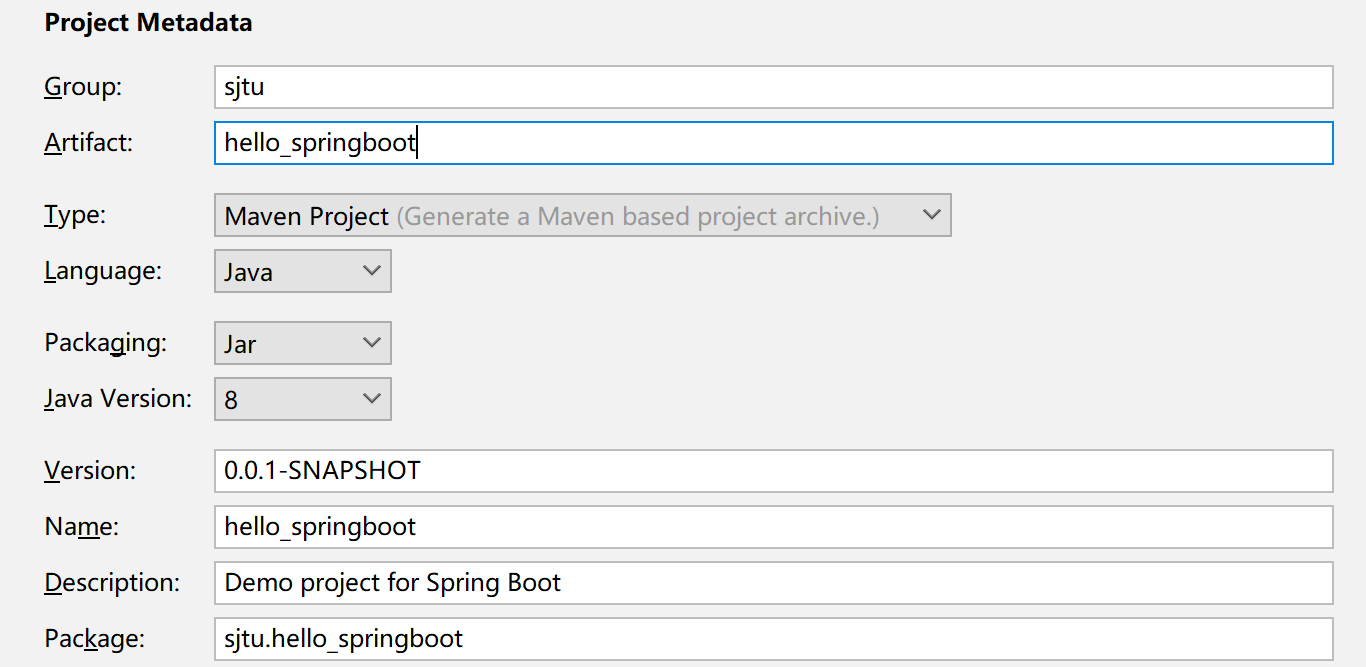 Project Metadata
Group: sjtu
Artifact: hello_springboot
Type: Maven Project (Generate a Maven based project archive.)
Language: Java
Packaging: Jar
Java Version: 8
Version: 0.0.1-SNAPSHOT
Name: hello_springboot
Description: Demo project for Spring Boot
Package: sjtu.hello_springboot